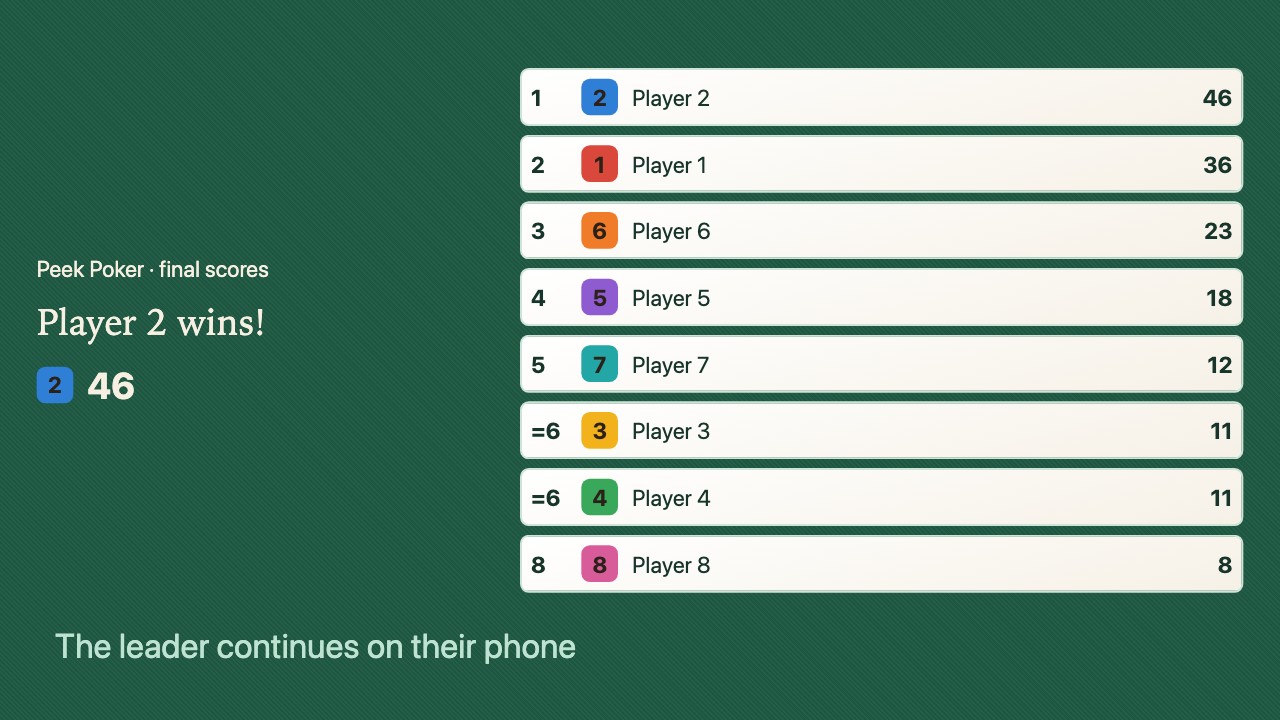 Peek Poker · final scores
Player 2 wins!
2 46
1 2 Player 2 46
2 1 Player 1 36
3 6 Player 6 23
4 5 Player 5 18
5 7 Player 7 12
=6 3 Player 3 11
=6 4 Player 4 11
8 8 Player 8 8
The leader continues on their phone